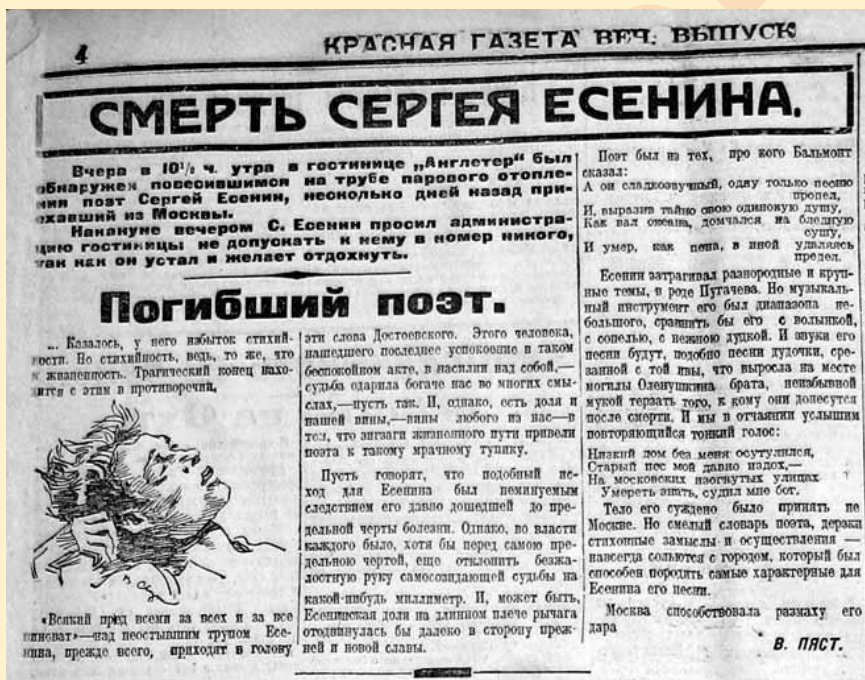 4
КРАСНАЯ ГАЗЕТА ВЕЧ. ВЫПУСК
СМЕРТЬ СЕРГЕЯ ЕСЕНИНА.
Вчера в 10½ ч. утра в гостинице „Англетер“ был
обнаружен повесившимся на трубе парового отопле-
ния поэт Сергей Есенин, несколько дней назад при-
ехавший из Москвы.
Накануне вечером С. Есенин просил администра-
цию гостиницы не допускать к нему в номер никого,
так как он устал и желает отдохнуть.
Погибший поэт.
... Казалось, у него избыток стихий-
ности. Но стихийность, ведь, то же, что
и жизненность. Трагический конец нахо-
дится с этим в противоречии.
«Всякий пред всеми за всех и за все
виноват»—над неостывшим трупом Есе-
нина, прежде всего, приходят в голову
эти слова Достоевского. Этого человека,
нашедшего последнее успокоение в таком
беспокойном акте, в насилии над собой,—
судьба одарила богаче нас во многих смы-
слах,—пусть так. И, однако, есть доля и
нашей вины,—вины любого из нас—в
том, что зигзаги жизненного пути привели
поэта к такому мрачному тупику.
Пусть говорят, что подобный ис-
ход для Есенина был неминуемым
следствием его давно дошедшей до пре-
дельной черты болезни. Однако, во власти
каждого было, хотя бы перед самою пре-
дельною чертой, еще отклонить безжа-
лостную руку самосозидающей судьбы на
какой-нибудь миллиметр. И, может быть,
Есенинская доля на длинном плече рычага
отодвинулась бы далеко в сторону преж-
ней и новой славы.
Поэт был из тех, про кого Бальмонт
сказал:
А он сладкозвучный, одну только песню
пропел,
И, выразив тайно свою одинокую душу,
Как вал океана, домчался на бледную
сушу,
И умер, как пена, в иной удаляясь
предел.
Есенин затрагивал разнородные и круп-
ные темы, в роде Пугачева. Но музыкаль-
ный инструмент его был диапазона не-
большого, сравнить бы его с волынкой,
с сопелью, с нежною дудкой. И звуки его
песни будут, подобно песни дудочки, сре-
занной с той ивы, что выросла на месте
могилы Оленушкина брата, неизбывной
мукой терзать того, к кому они донесутся
после смерти. И мы в отчаянии услышим
повторяющийся тонкий голос:
Низкий дом без меня осутулился,
Старый пес мой давно издох,—
На московских изогнутых улицах
Умереть знать, судил мне бог.
Тело его суждено было принять не
Москве. Но смелый словарь поэта, дерзкие
стихонные замыслы и осуществления —
навсегда сольются с городом, который был
способен породить самые характерные для
Есенина его песни.
Москва способствовала размаху его
дара
В. ПЯСТ.